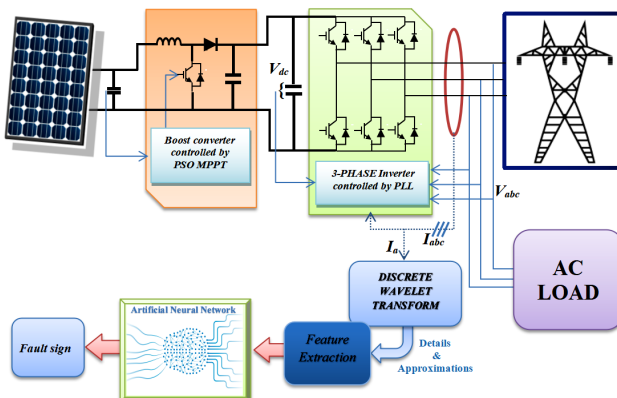 V_dc
Boost converter
controlled by
PSO MPPT
3-PHASE Inverter
controlled by PLL
V_abc
I_abc
I_a
DISCRETE
WAVELET
TRANSFORM
AC
LOAD
Artificial Neural Network
Fault sign
Feature
Extraction
Details
&
Approximations